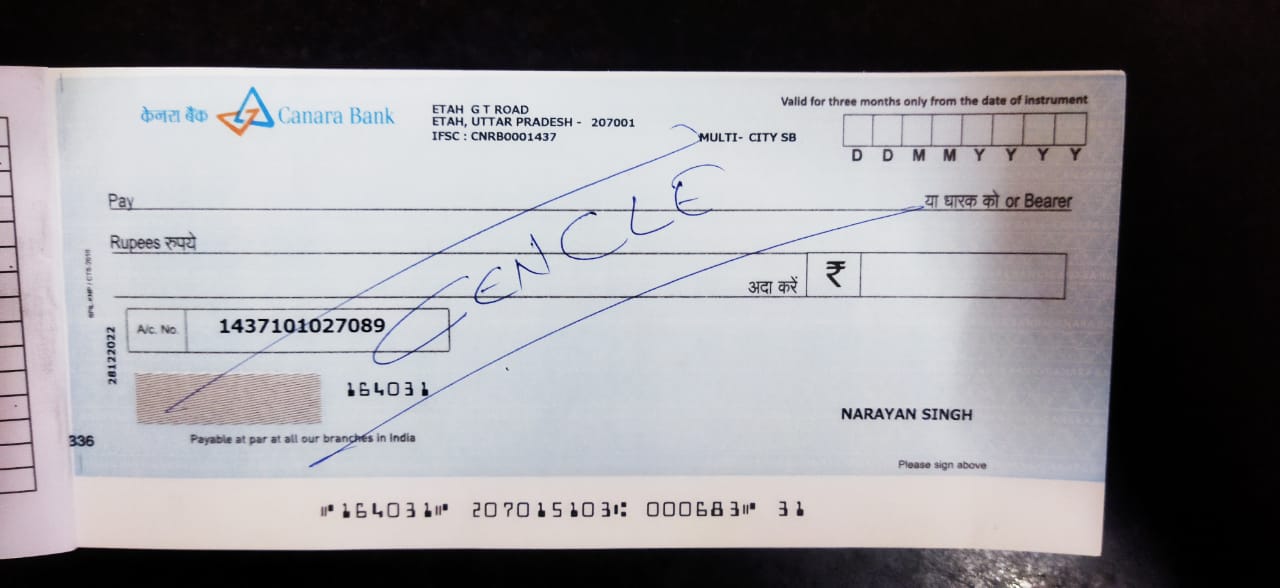 केनरा बैंक Canara Bank
ETAH G T ROAD
ETAH, UTTAR PRADESH - 207001
IFSC : CNRB0001437
MULTI- CITY SB
Valid for three months only from the date of instrument
D D M M Y Y Y Y
Pay
या धारक को or Bearer
Rupees रुपये
अदा करें ₹
CENCLE
A/c. No. 1437101027089
28122022
164031
NARAYAN SINGH
336
Payable at par at all our branches in India
Please sign above
⑈164031⑈ 207015103⑆ 000683⑈ 31